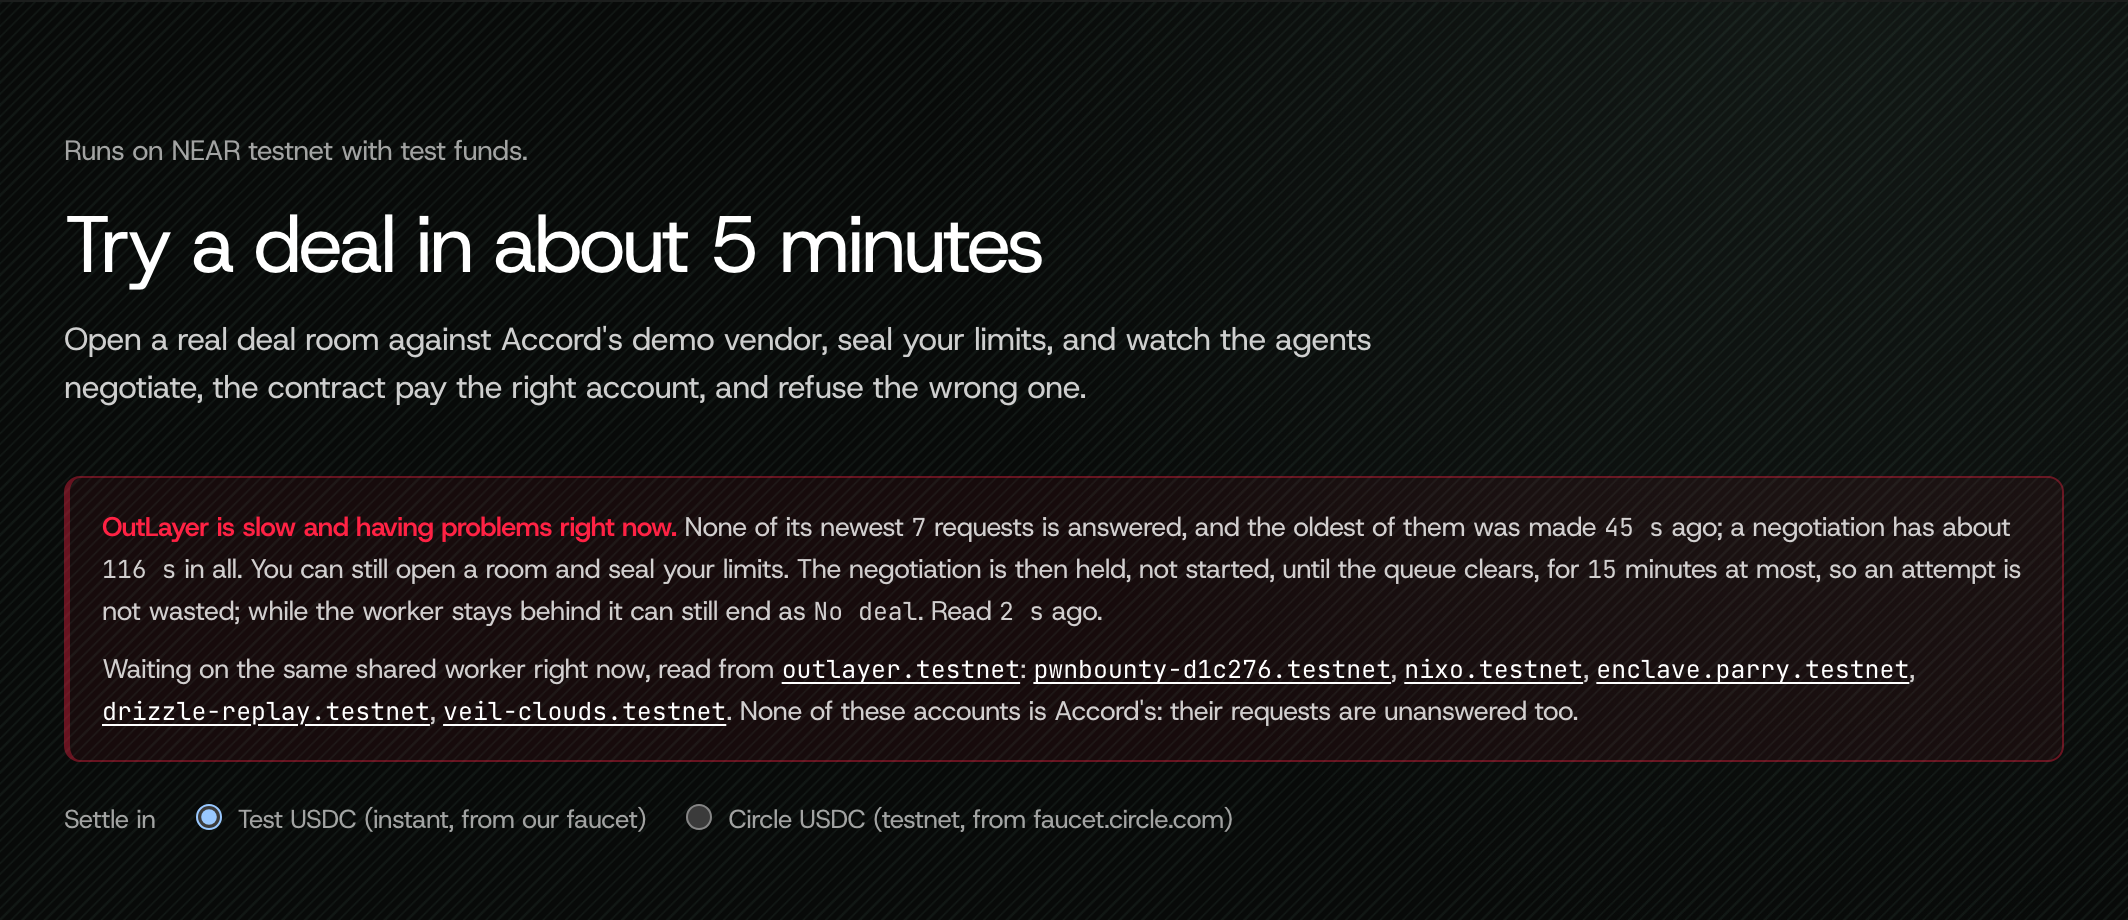 Runs on NEAR testnet with test funds.
Try a deal in about 5 minutes
Open a real deal room against Accord's demo vendor, seal your limits, and watch the agents
negotiate, the contract pay the right account, and refuse the wrong one.
OutLayer is slow and having problems right now. None of its newest 7 requests is answered, and the oldest of them was made 45 s ago; a negotiation has about
116 s in all. You can still open a room and seal your limits. The negotiation is then held, not started, until the queue clears, for 15 minutes at most, so an attempt is
not wasted; while the worker stays behind it can still end as No deal. Read 2 s ago.
Waiting on the same shared worker right now, read from outlayer.testnet: pwnbounty-d1c276.testnet, nixo.testnet, enclave.parry.testnet,
drizzle-replay.testnet, veil-clouds.testnet. None of these accounts is Accord's: their requests are unanswered too.
Settle in Test USDC (instant, from our faucet) Circle USDC (testnet, from faucet.circle.com)